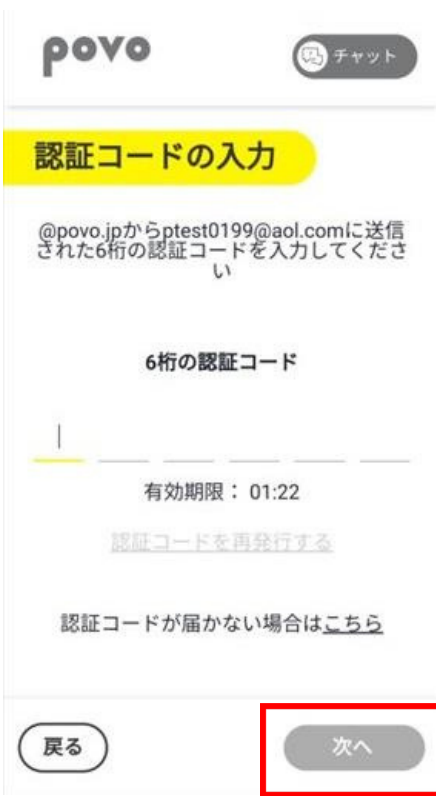 povo
チャット
認証コードの入力
@povo.jpからptest0199@aol.comに送信
された6桁の認証コードを入力してくださ
い
6桁の認証コード
有効期限： 01:22
認証コードを再発行する
認証コードが届かない場合はこちら
戻る
次へ